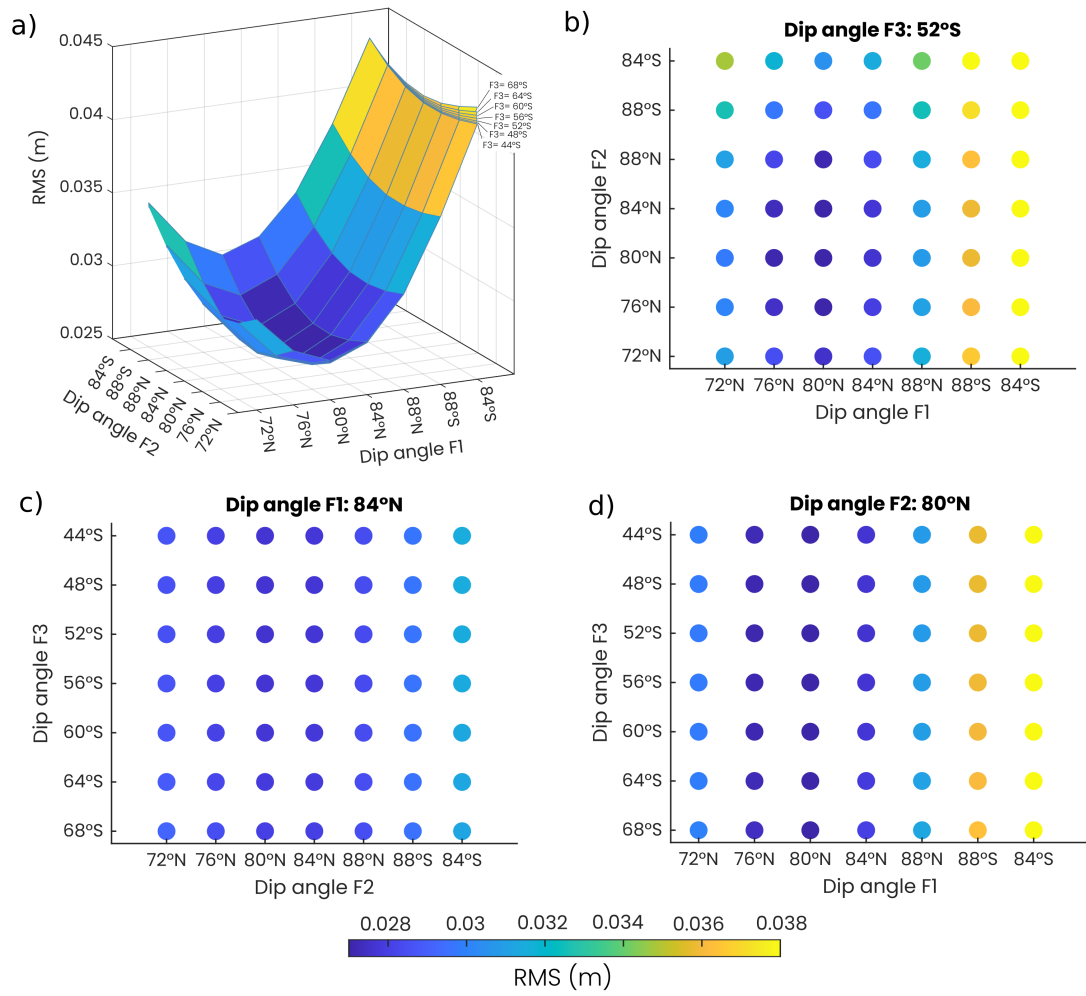 a)
0.045
0.04
0.035
0.03
0.025
RMS (m)
F3= 68ºS
F3= 64ºS
F3= 60ºS
F3= 56ºS
F3= 52ºS
F3= 48ºS
F3= 44ºS
84ºS
88ºS
88ºN
84ºN
80ºN
76ºN
72ºN
Dip angle F2
72ºN
76ºN
80ºN
84ºN
88ºN
88ºS
84ºS
Dip angle F1
b)
Dip angle F3: 52ºS
84ºS
88ºS
88ºN
84ºN
80ºN
76ºN
72ºN
Dip angle F2
72ºN 76ºN 80ºN 84ºN 88ºN 88ºS 84ºS
Dip angle F1
c)
Dip angle F1: 84ºN
44ºS
48ºS
52ºS
56ºS
60ºS
64ºS
68ºS
Dip angle F3
72ºN 76ºN 80ºN 84ºN 88ºN 88ºS 84ºS
Dip angle F2
d)
Dip angle F2: 80ºN
44ºS
48ºS
52ºS
56ºS
60ºS
64ºS
68ºS
Dip angle F3
72ºN 76ºN 80ºN 84ºN 88ºN 88ºS 84ºS
Dip angle F1
0.028 0.03 0.032 0.034 0.036 0.038
RMS (m)